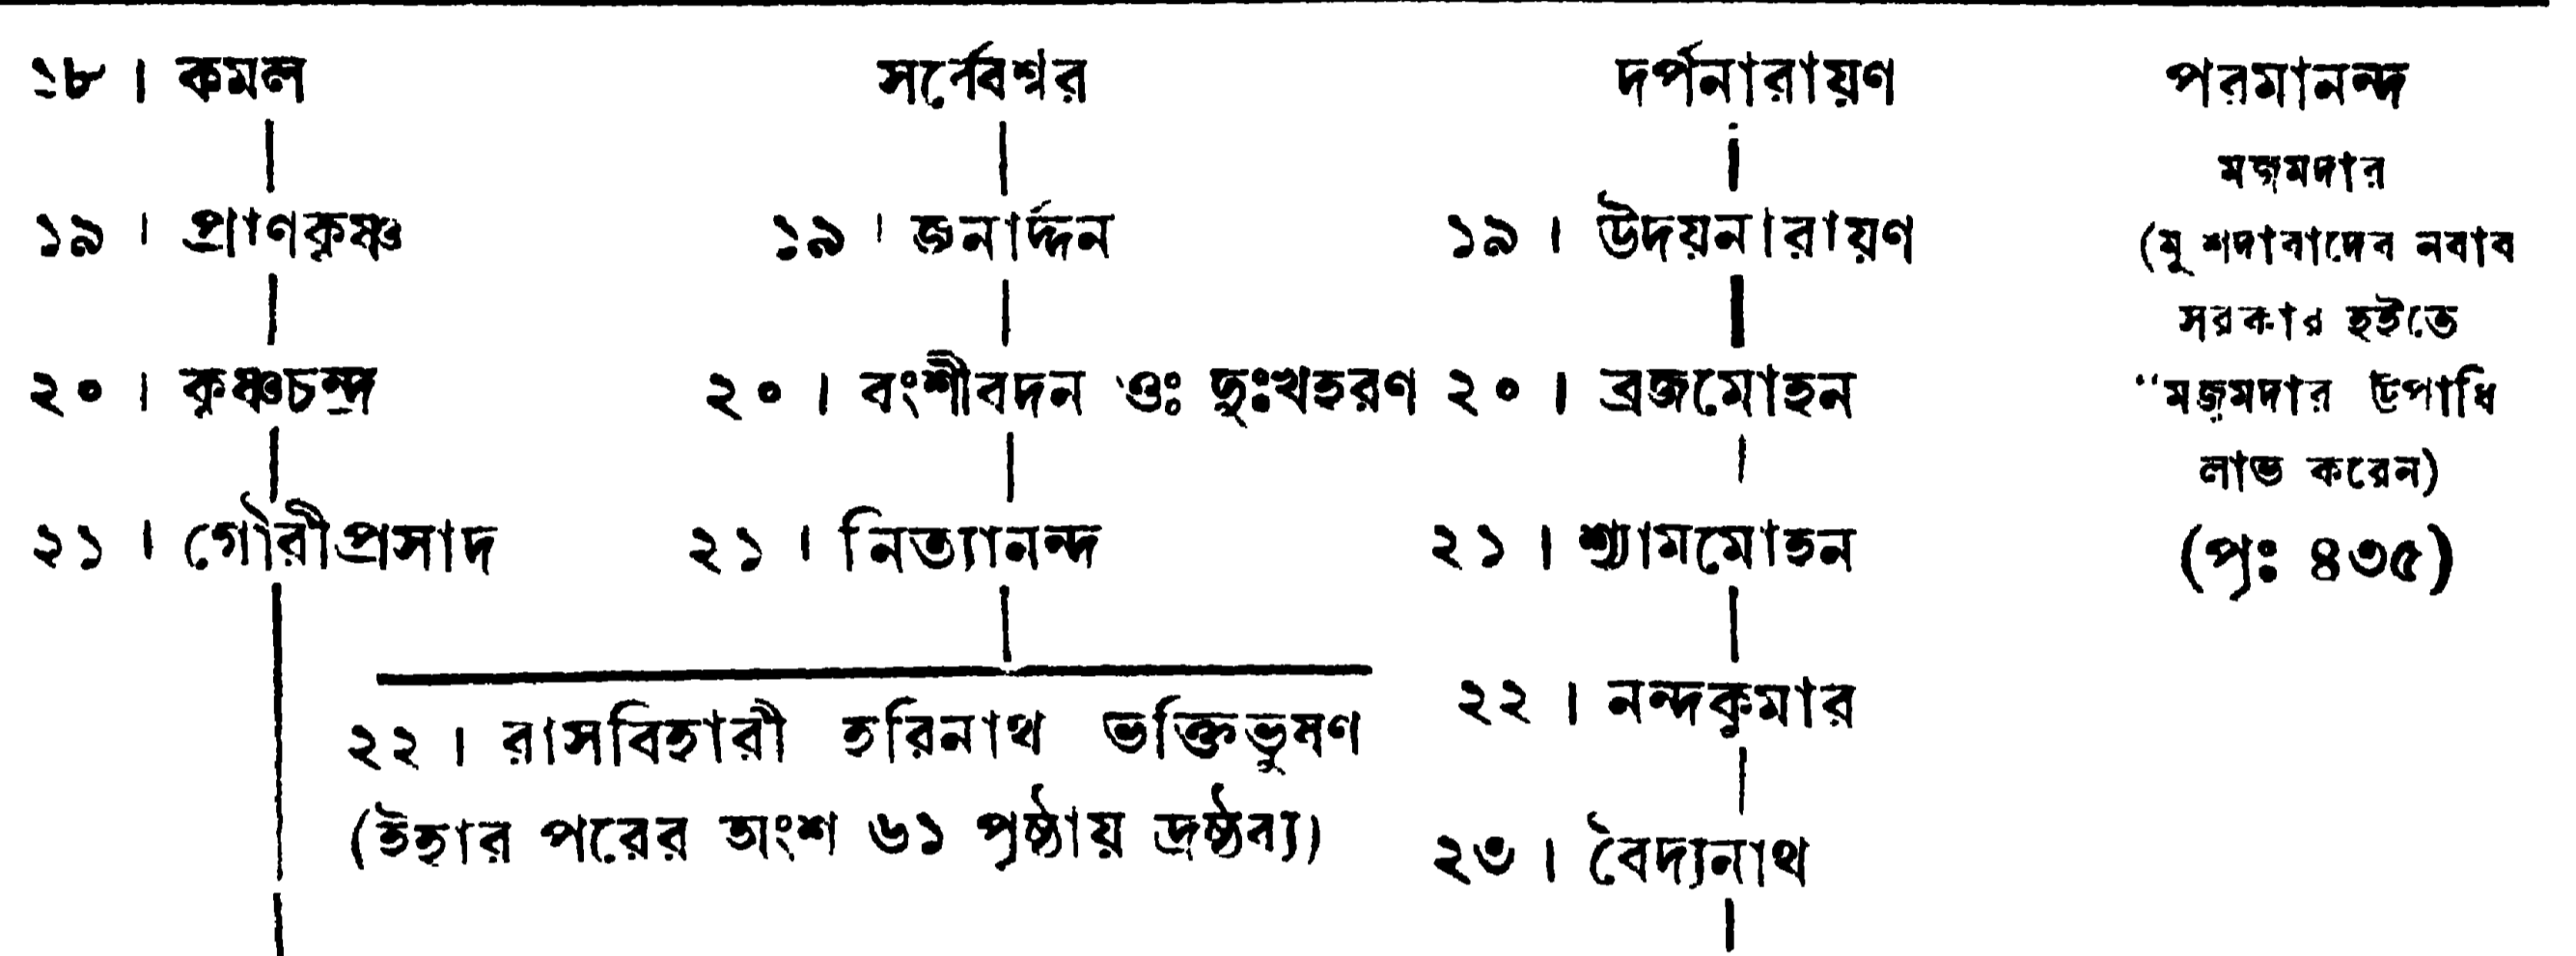 ১৮ । কমল সর্ব্বেশ্বর দর্পনারায়ণ পরমানন্দ
মজুমদার
১৯ । প্রাণকৃষ্ণ ১৯ । জনার্দ্দন ১৯ । উদয়নারায়ণ (মুর্শিদাবাদের নবাব
সরকার হইতে
২০ । কৃষ্ণচন্দ্র ২০ । বংশীবদন ওঃ দুঃখহরণ ২০ । ব্রজমোহন “মজুমদার উপাধি
লাভ করেন)
২১ । গৌরীপ্রসাদ ২১ । নিত্যানন্দ ২১ । শ্যামমোহন (পৃঃ ৪৩৫)
২২ । রাসবিহারী হরিনাথ ভক্তিভূষণ ২২ । নন্দকুমার
(ইহার পরের অংশ ৬১ পৃষ্ঠায় দ্রষ্টব্য) ২৩ । বৈদ্যনাথ